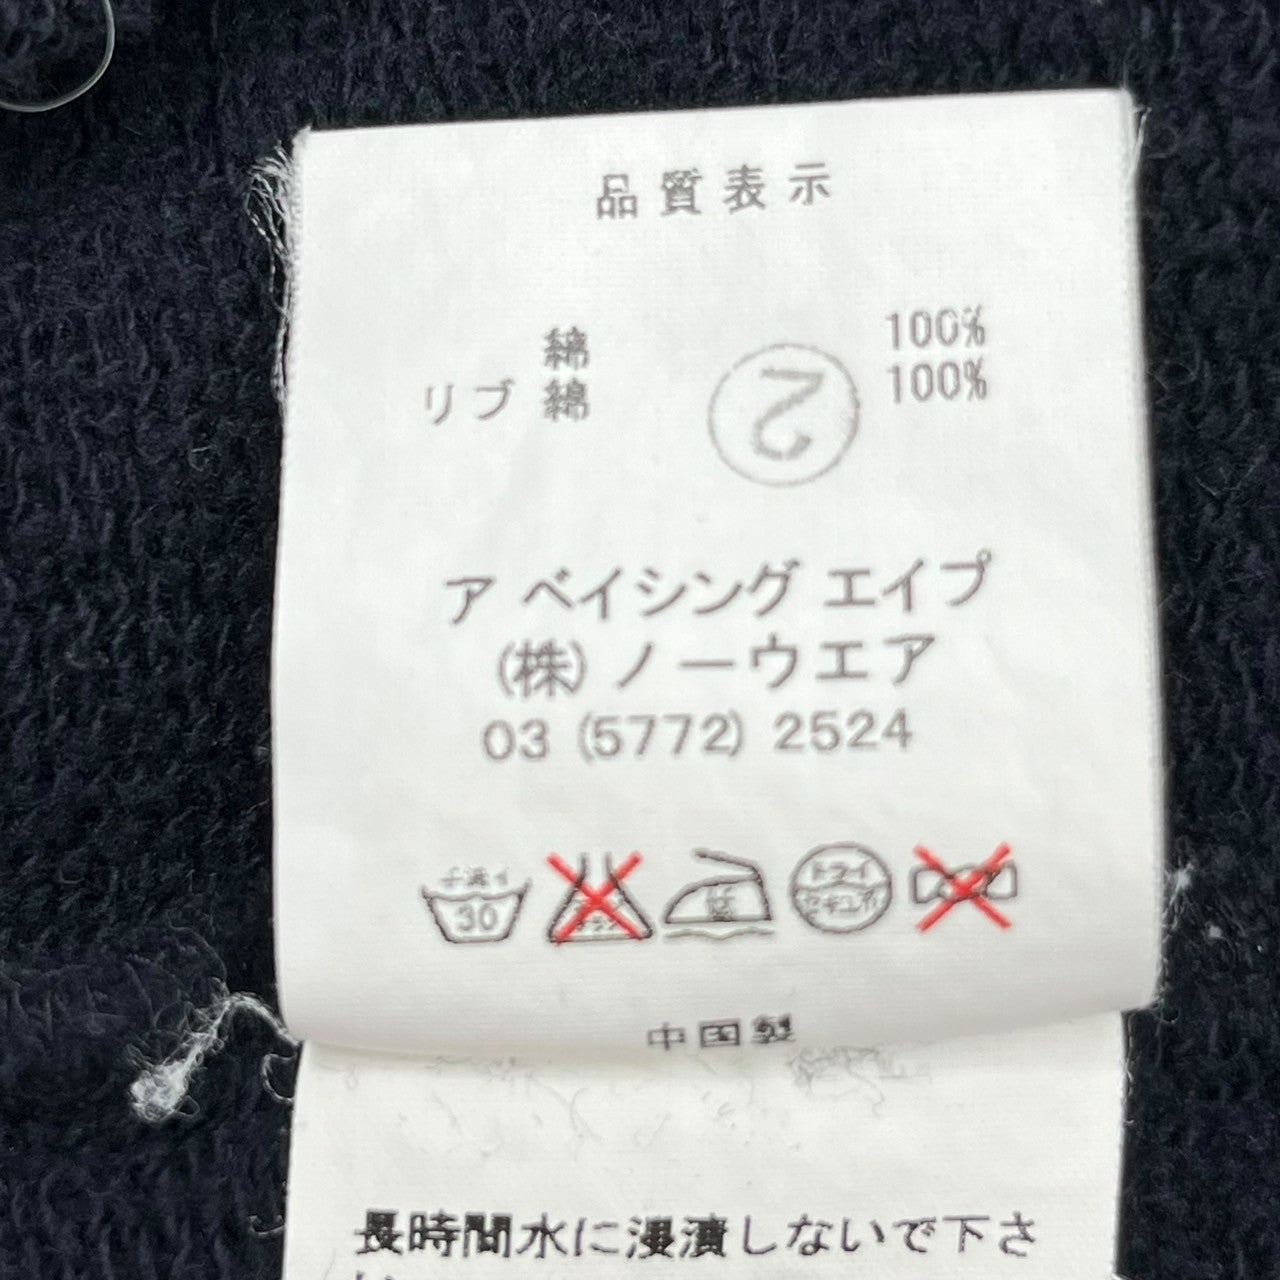 品質表示
綿 100%
リブ 綿 100%
2
ア ベイシング エイプ
(株) ノーウエア
03 (5772) 2524
手洗イ 30
低
ドライ セキユ系
中国製
長時間水に浸漬しないで下さ